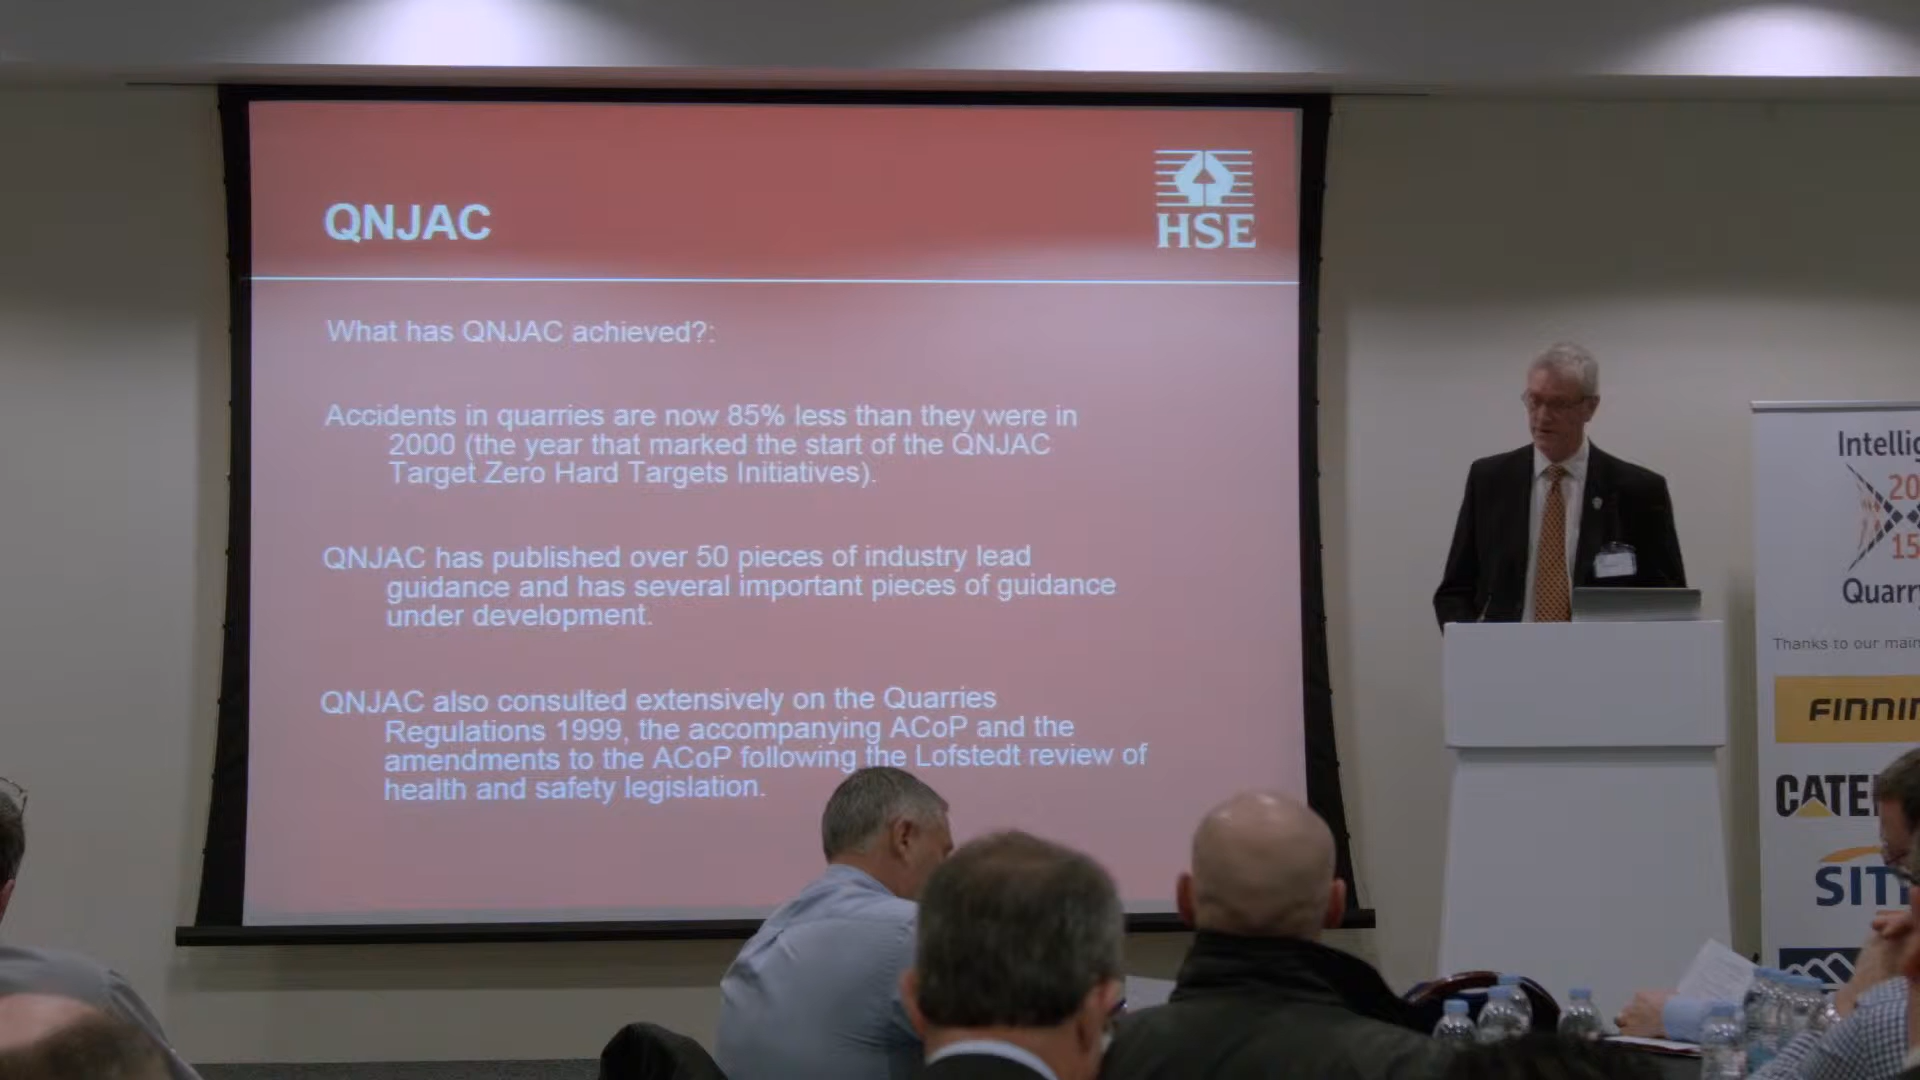 QNJAC
HSE
What has QNJAC achieved?:
Accidents in quarries are now 85% less than they were in
2000 (the year that marked the start of the QNJAC
Target Zero Hard Targets Initiatives).
QNJAC has published over 50 pieces of industry lead
guidance and has several important pieces of guidance
under development.
QNJAC also consulted extensively on the Quarries
Regulations 1999, the accompanying ACoP and the
amendments to the ACoP following the Lofstedt review of
health and safety legislation.
Intellig
20
15
Quarry
Thanks to our main
FINNIN
CATE
SIT